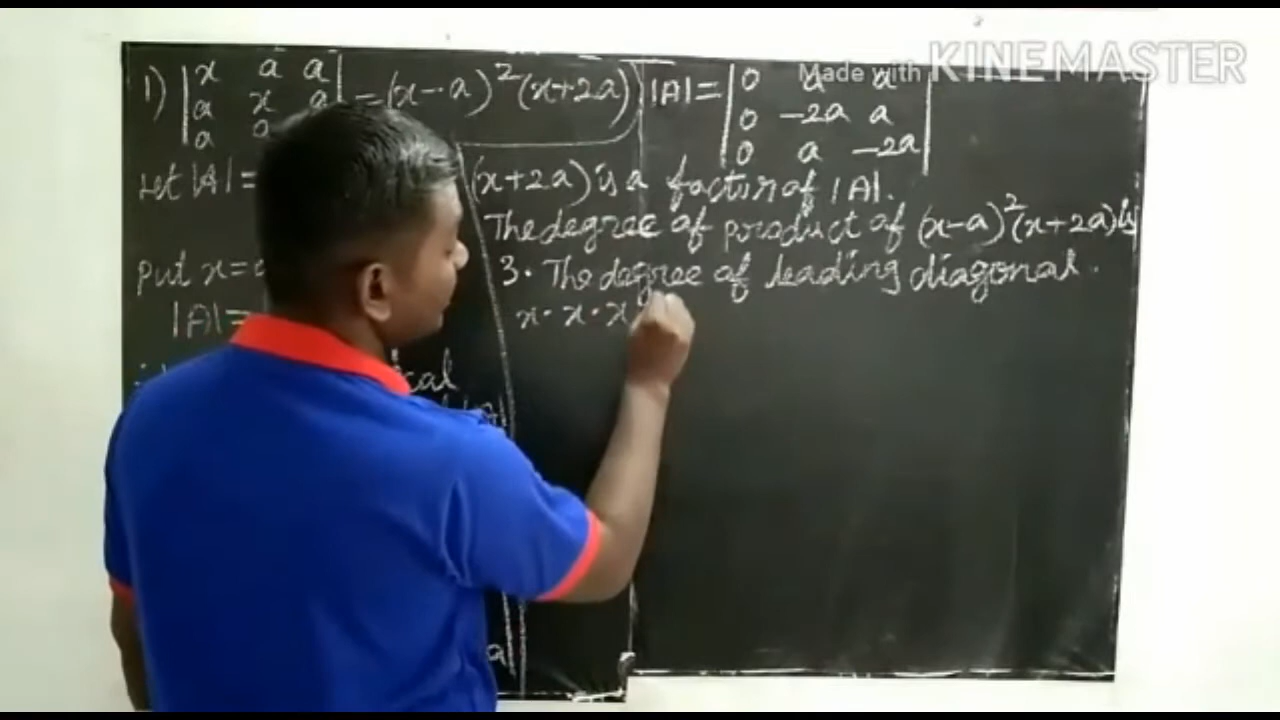 Made with KINEMASTER
1) | x a a |
| a x a | = (x-a)²(x+2a)
| a a
Let |A| =
Put x=
|A| =
cal
|A| = | 0 a a |
| 0 -2a a |
| 0 a -2a |
(x+2a) is a factor of |A|.
The degree of product of (x-a)²(x+2a) is
3. The degree of leading diagonal.
x·x·x
a|